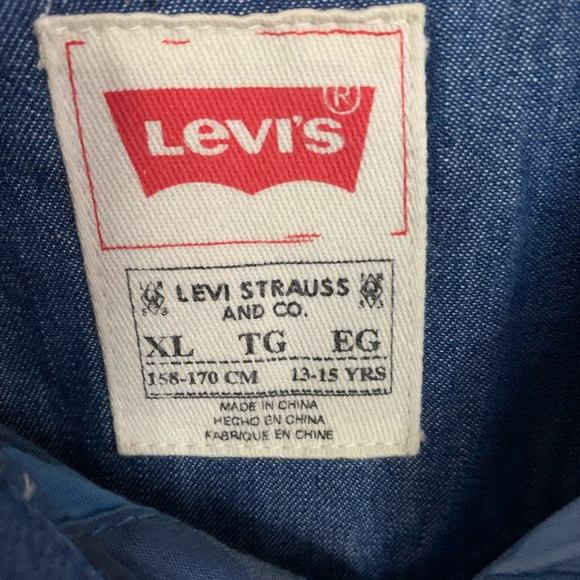 LEVI'S ®
LEVI STRAUSS
AND CO.
XL TG EG
158-170 CM 13-15 YRS
MADE IN CHINA
HECHO EN CHINA
FABRIQUE EN CHINE